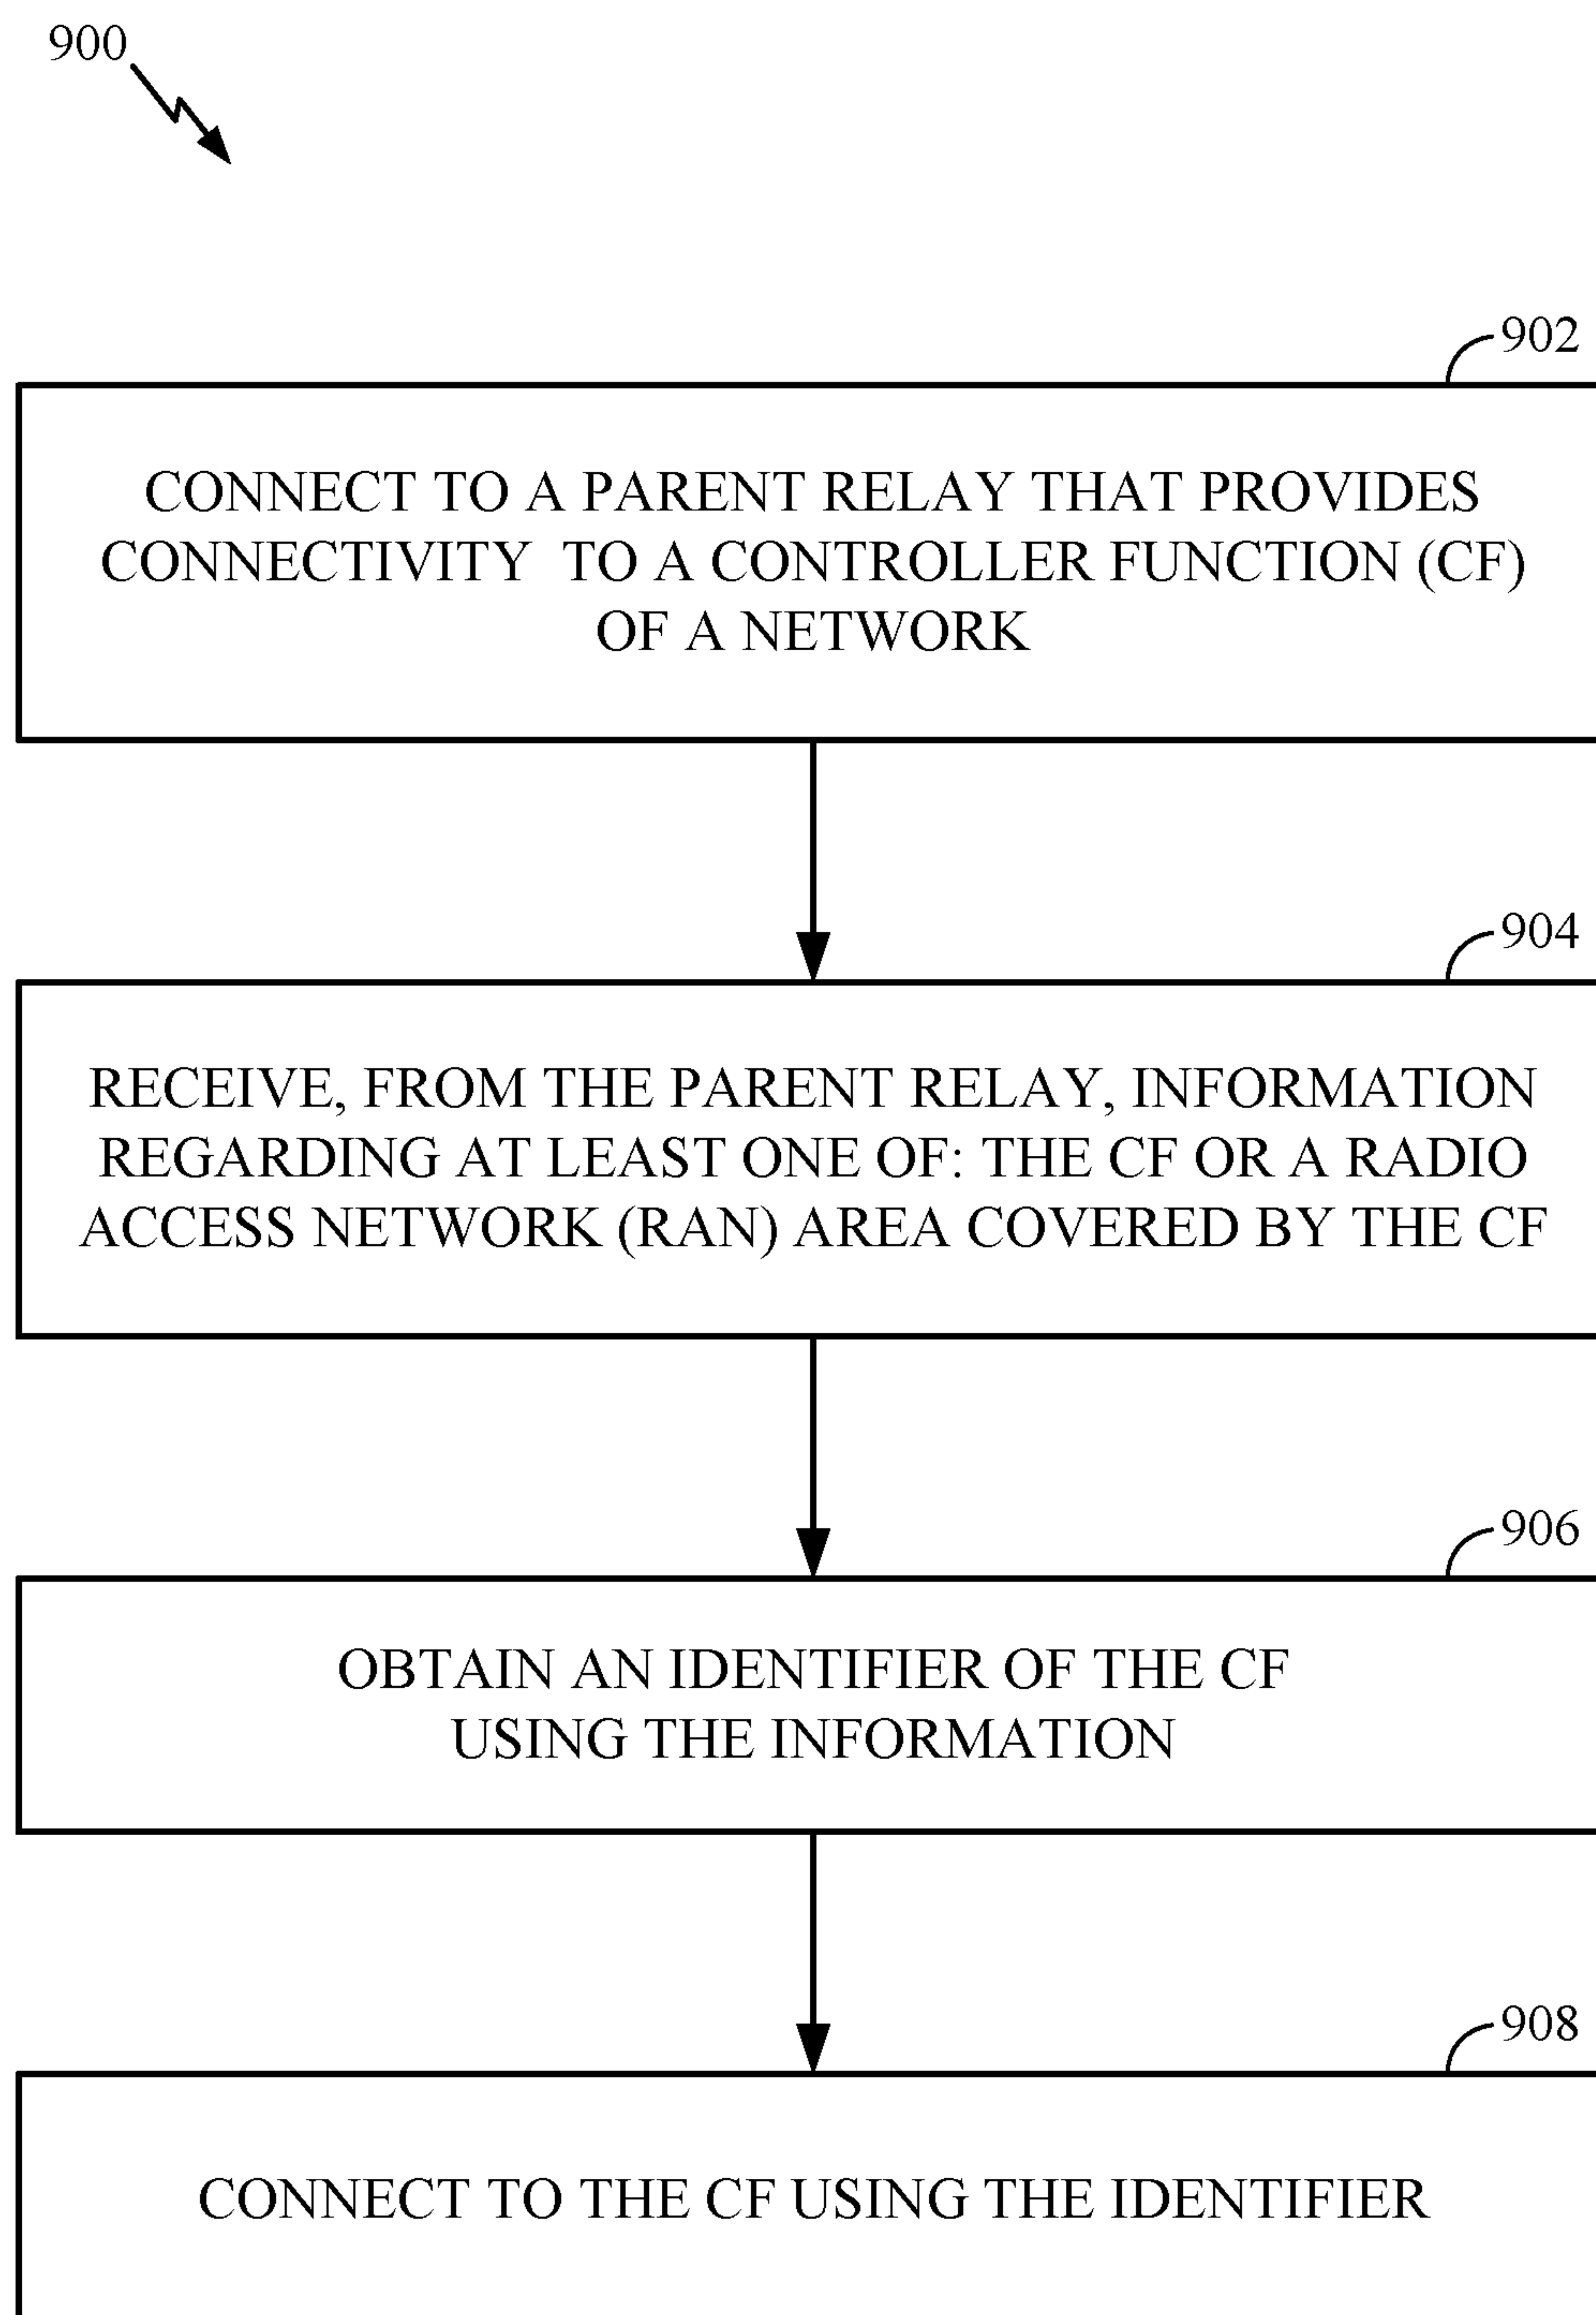 900
902
CONNECT TO A PARENT RELAY THAT PROVIDES
CONNECTIVITY TO A CONTROLLER FUNCTION (CF)
OF A NETWORK
904
RECEIVE, FROM THE PARENT RELAY, INFORMATION
REGARDING AT LEAST ONE OF: THE CF OR A RADIO
ACCESS NETWORK (RAN) AREA COVERED BY THE CF
906
OBTAIN AN IDENTIFIER OF THE CF
USING THE INFORMATION
908
CONNECT TO THE CF USING THE IDENTIFIER